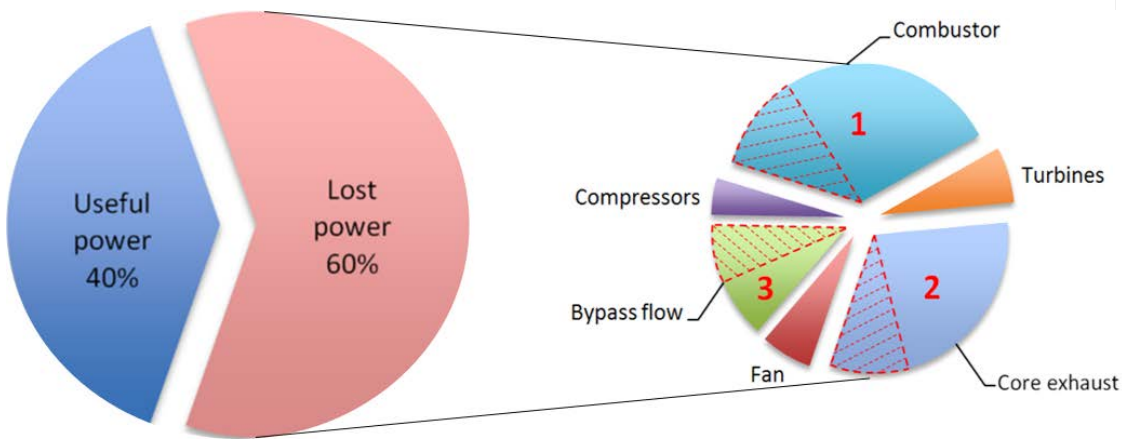 Useful
power
40%
Lost
power
60%
Combustor
1
Turbines
Compressors
Bypass flow
3
2
Fan
Core exhaust